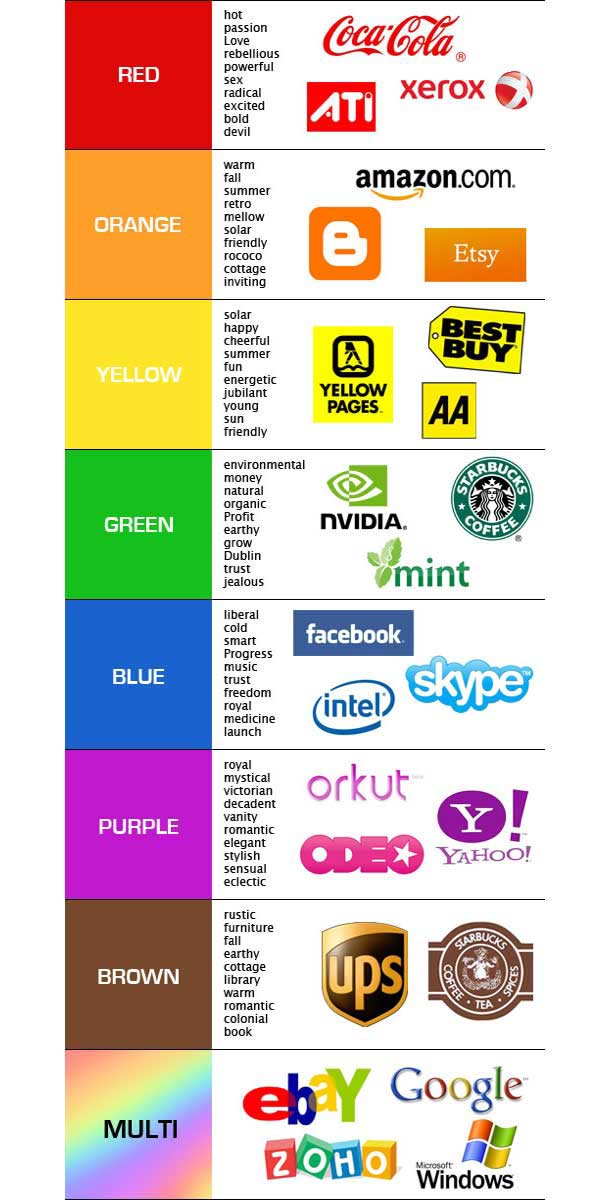 RED
hot
passion
Love
rebellious
powerful
sex
radical
excited
bold
devil
Coca-Cola®
ATi
xerox
ORANGE
warm
fall
summer
retro
mellow
solar
friendly
rococo
cottage
inviting
amazon.com.
B
Etsy
YELLOW
solar
happy
cheerful
summer
fun
energetic
jubilant
young
sun
friendly
YELLOW
PAGES
BEST
BUY
AA
GREEN
environmental
money
natural
organic
Profit
earthy
grow
Dublin
trust
jealous
NVIDIA®
STARBUCKS
COFFEE ®
mint
BLUE
liberal
cold
smart
Progress
music
trust
freedom
royal
medicine
launch
facebook
skype™
intel
PURPLE
royal
mystical
victorian
decadent
vanity
romantic
elegant
stylish
sensual
eclectic
orkut
ODEO
Y!
YAHOO!
BROWN
rustic
furniture
fall
earthy
cottage
library
warm
romantic
colonial
book
ups
STARBUCKS
COFFEE • TEA • SPICES
MULTI
ebaY
Google™
ZOHO
Microsoft
Windows